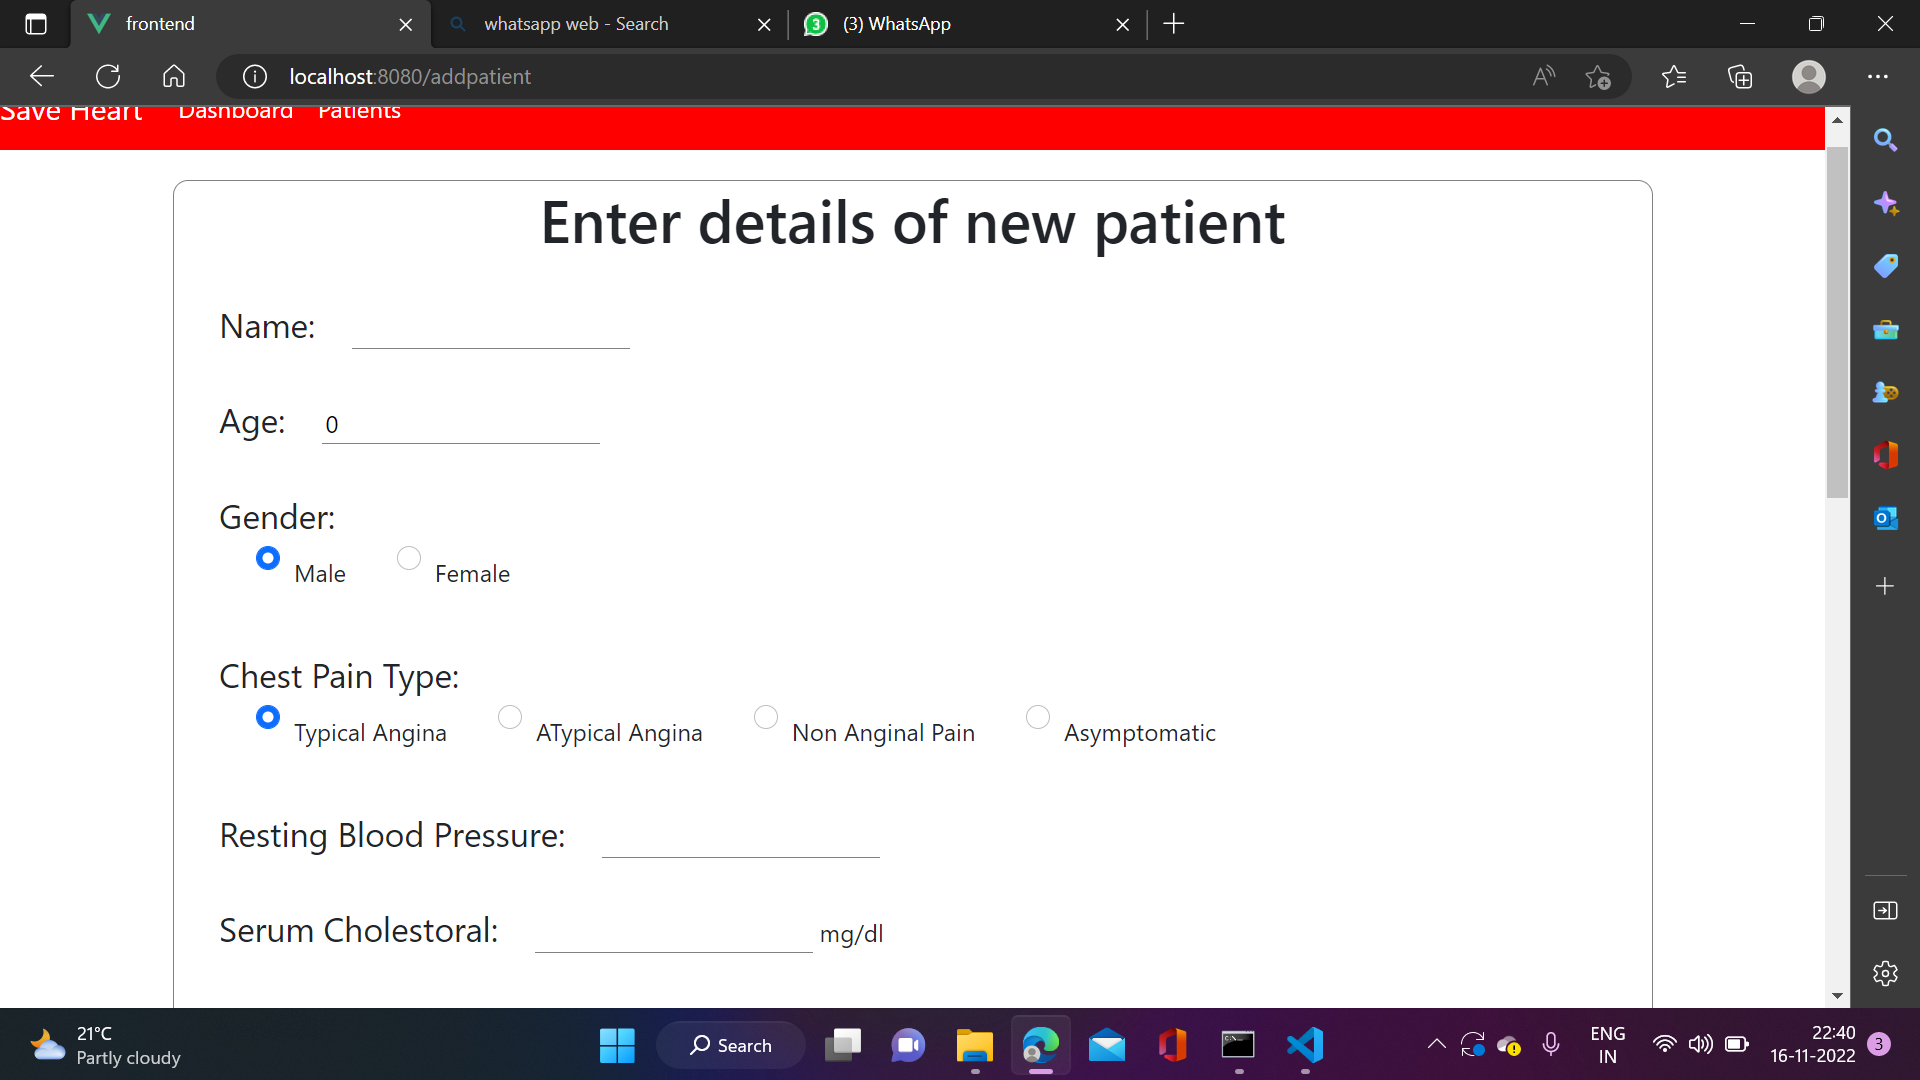 frontend
whatsapp web - Search
3
(3) WhatsApp
localhost:8080/addpatient
Save Heart Dashboard Patients
Enter details of new patient
Name:
Age: 0
Gender:
Male Female
Chest Pain Type:
Typical Angina ATypical Angina Non Anginal Pain Asymptomatic
Resting Blood Pressure:
Serum Cholestoral: mg/dl
21°C
Partly cloudy
Search
ENG
IN
22:40
16-11-2022
3